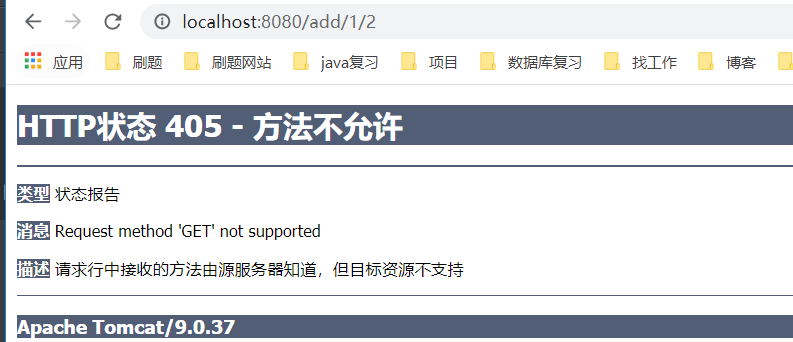 localhost:8080/add/1/2
应用 刷题 刷题网站 java复习 项目 数据库复习 找工作 博客
HTTP状态 405 - 方法不允许
类型 状态报告
消息 Request method 'GET' not supported
描述 请求行中接收的方法由源服务器知道，但目标资源不支持
Apache Tomcat/9.0.37